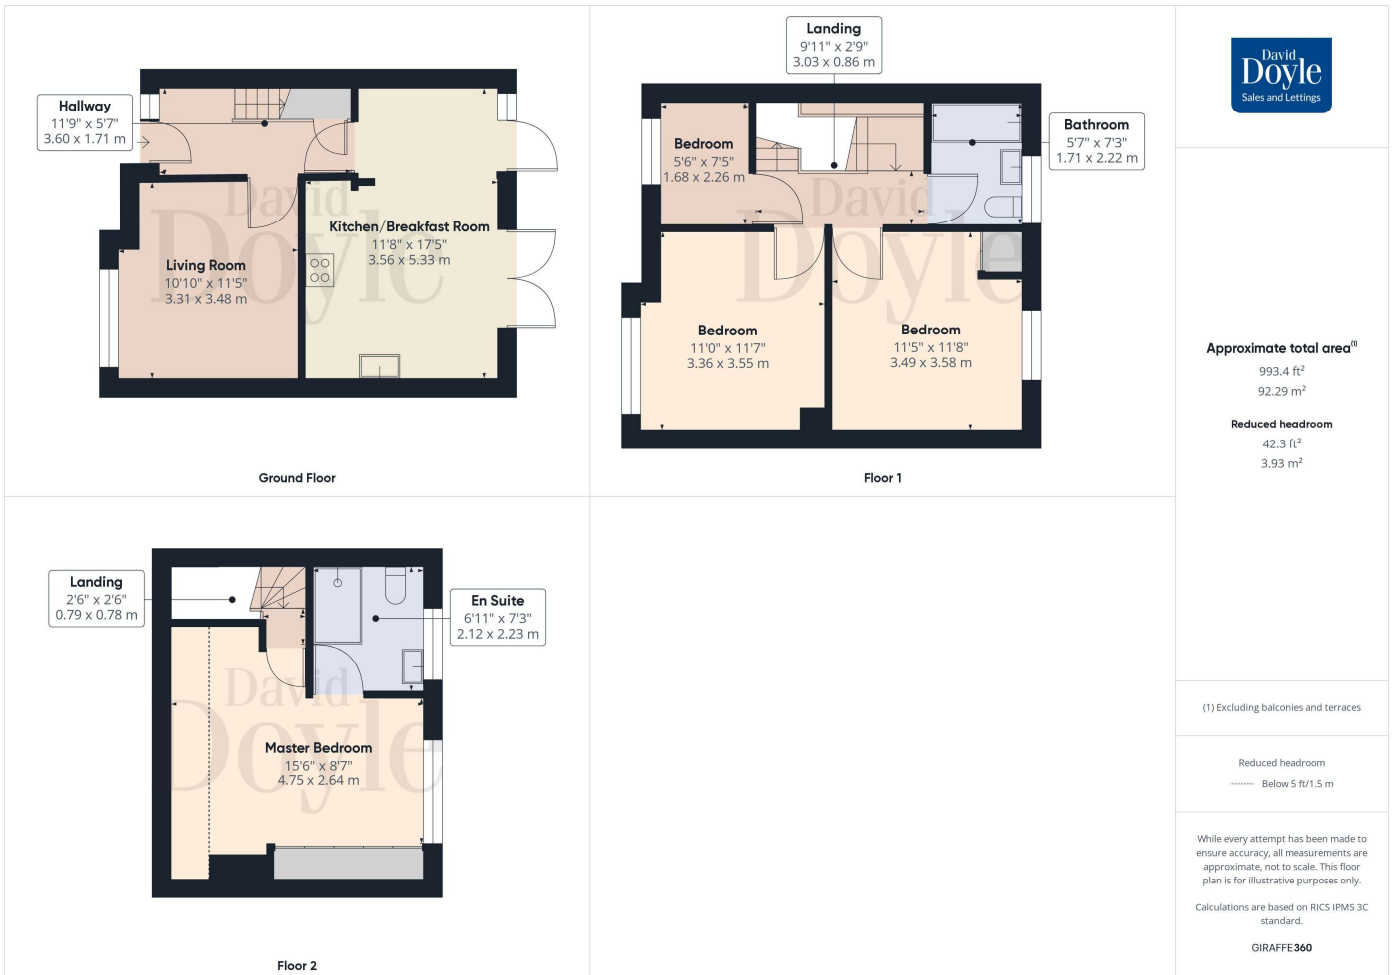 Hallway
11'9" x 5'7"
3.60 x 1.71 m
Living Room
10'10" x 11'5"
3.31 x 3.48 m
Kitchen/Breakfast Room
11'8" x 17'5"
3.56 x 5.33 m
David
Doyle
Ground Floor
Landing
9'11" x 2'9"
3.03 x 0.86 m
Bedroom
5'6" x 7'5"
1.68 x 2.26 m
Bathroom
5'7" x 7'3"
1.71 x 2.22 m
Bedroom
11'0" x 11'7"
3.36 x 3.55 m
Bedroom
11'5" x 11'8"
3.49 x 3.58 m
David
Doyle
Floor 1
Landing
2'6" x 2'6"
0.79 x 0.78 m
En Suite
6'11" x 7'3"
2.12 x 2.23 m
Master Bedroom
15'6" x 8'7"
4.75 x 2.64 m
David
Doyle
Floor 2
David
Doyle
Sales and Lettings
Approximate total area(1)
993.4 ft²
92.29 m²
Reduced headroom
42.3 ft²
3.93 m²
(1) Excluding balconies and terraces
Reduced headroom
Below 5 ft/1.5 m
While every attempt has been made to
ensure accuracy, all measurements are
approximate, not to scale. This floor
plan is for illustrative purposes only.
Calculations are based on RICS IPMS 3C
standard.
GIRAFFE360